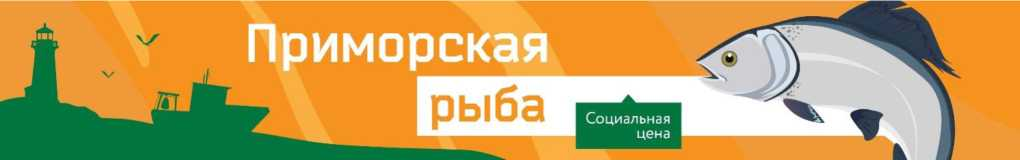 Приморская
рыба
Социальная
цена